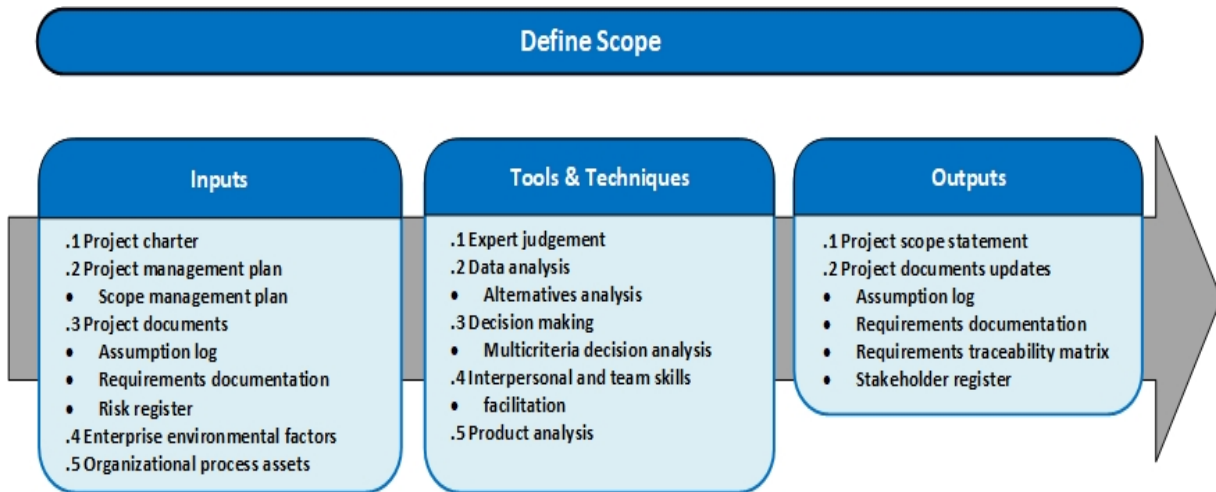 Define Scope
Inputs
.1 Project charter
.2 Project management plan
• Scope management plan
.3 Project documents
• Assumption log
• Requirements documentation
• Risk register
.4 Enterprise environmental factors
.5 Organizational process assets
Tools & Techniques
.1 Expert judgement
.2 Data analysis
• Alternatives analysis
.3 Decision making
• Multicriteria decision analysis
.4 Interpersonal and team skills
• facilitation
.5 Product analysis
Outputs
.1 Project scope statement
.2 Project documents updates
• Assumption log
• Requirements documentation
• Requirements traceability matrix
• Stakeholder register